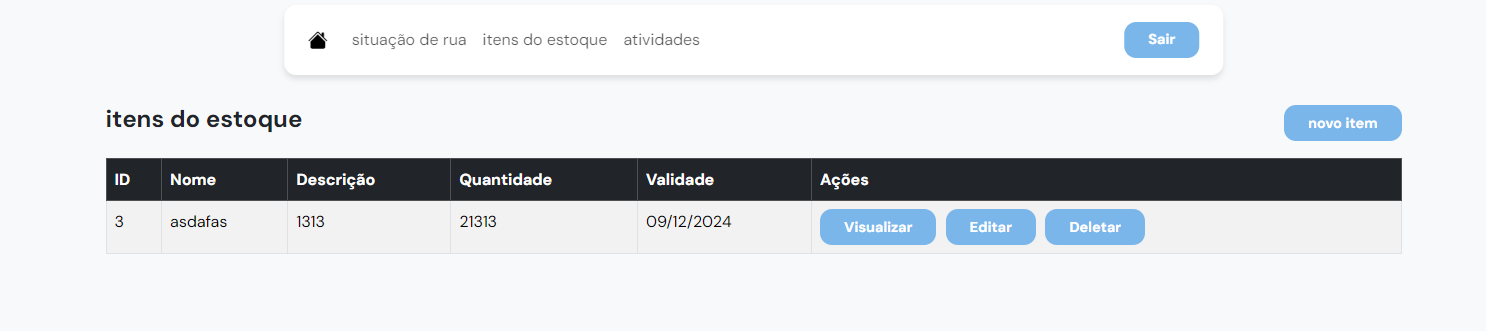 situação de rua itens do estoque atividades Sair
itens do estoque novo item
ID Nome Descrição Quantidade Validade Ações
3 asdafas 1313 21313 09/12/2024 Visualizar Editar Deletar